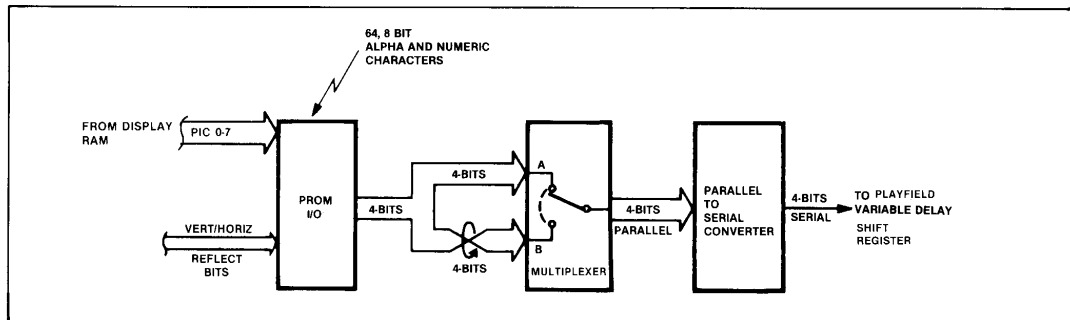 64, 8 BIT
ALPHA AND NUMERIC
CHARACTERS
FROM DISPLAY
RAM
PIC 0-7
PROM
I/O
VERT/HORIZ
REFLECT
BITS
4-BITS
4-BITS
4-BITS
A
B
MULTIPLEXER
4-BITS
PARALLEL
PARALLEL
TO
SERIAL
CONVERTER
4-BITS
SERIAL
TO PLAYFIELD
VARIABLE DELAY
SHIFT
REGISTER